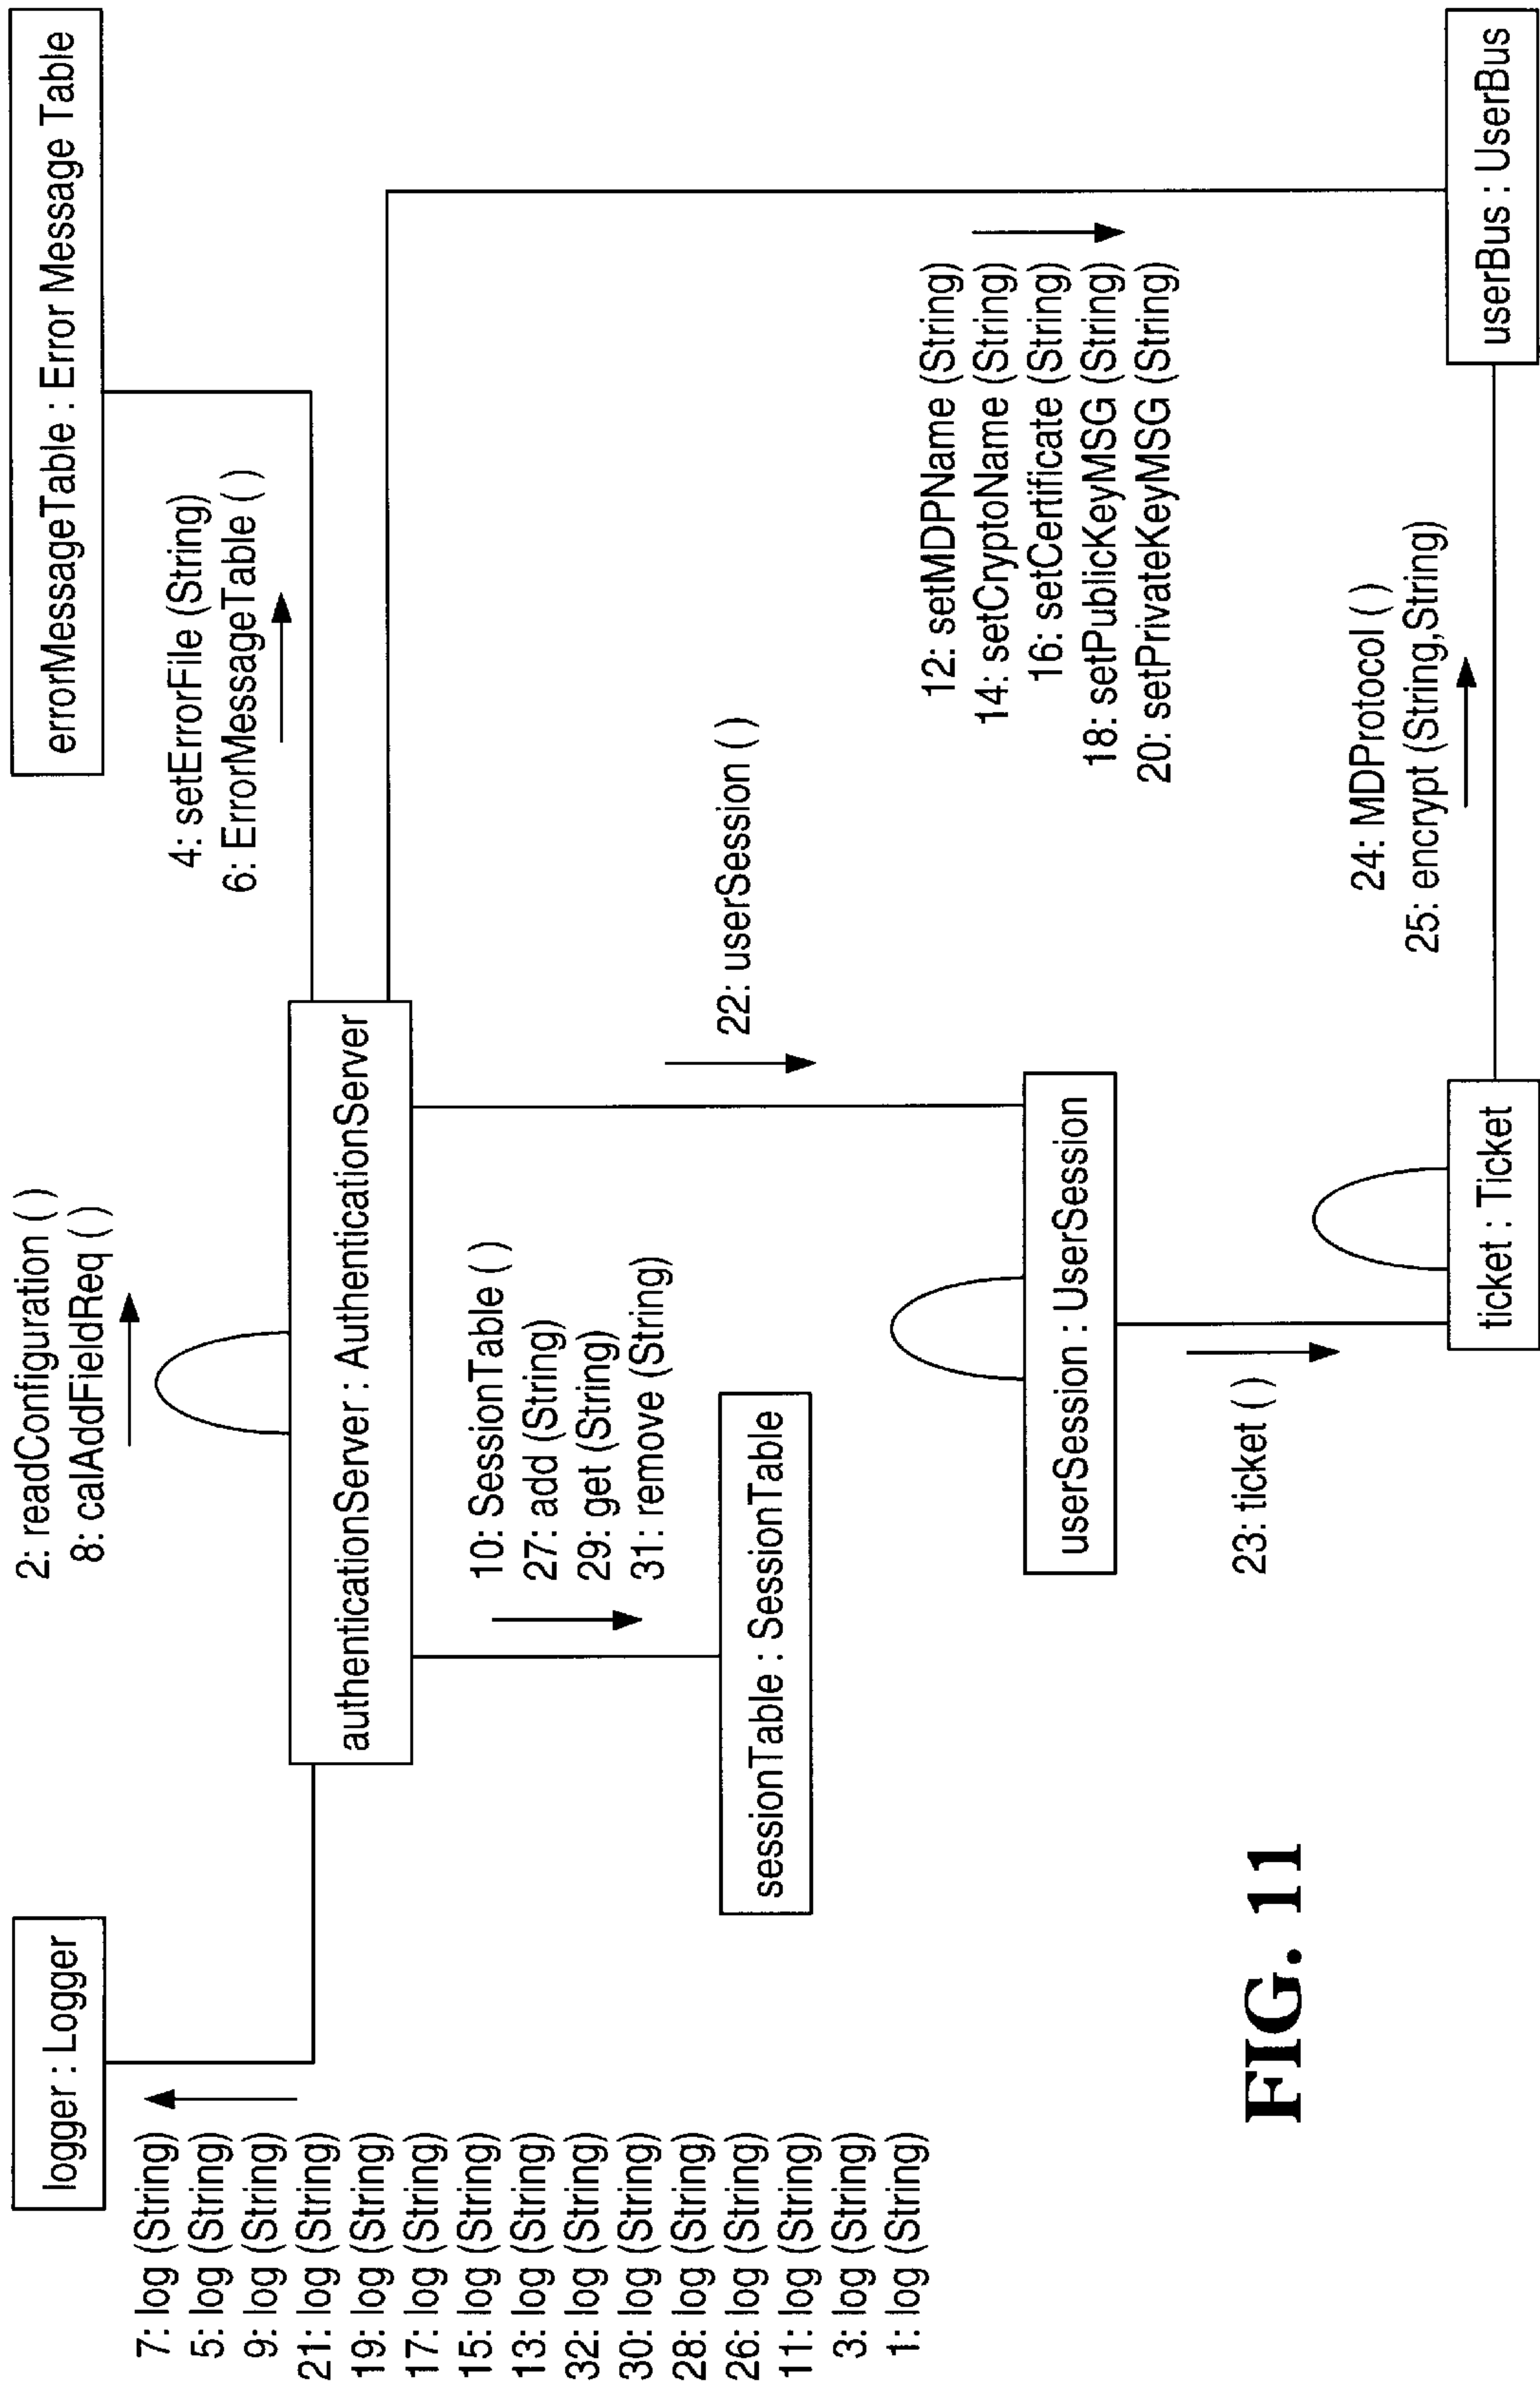 logger : Logger
7: log (String)
5: log (String)
9: log (String)
21: log (String)
19: log (String)
17: log (String)
15: log (String)
13: log (String)
32: log (String)
30: log (String)
28: log (String)
26: log (String)
11: log (String)
3: log (String)
1: log (String)
2: readConfiguration ( )
8: calAddFieldReq ( )
errorMessageTable : Error Message Table
4: setErrorFile (String)
6: ErrorMessageTable ( )
authenticationServer : AuthenticationServer
10: SessionTable ( )
27: add (String)
29: get (String)
31: remove (String)
sessionTable : SessionTable
22: userSession ( )
12: setMDPName (String)
14: setCryptoName (String)
16: setCertificate (String)
18: setPublicKeyMSG (String)
20: setPrivateKeyMSG (String)
userSession : UserSession
23: ticket ( )
24: MDProtocol ( )
25: encrypt (String,String)
ticket : Ticket
userBus : UserBus
FIG. 11